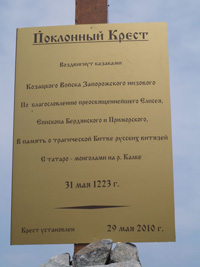 Поклонный Крест
Воздвигнут казаками
Козацкого Войска Запорожского низового
По благословению преосвященнейшего Елисея,
Епископа Бердянского и Приморского,
В память о трагической Битве русских витязей
С татаро - монголами на р. Калке
31 мая 1223 г.
Крест установлен 29 мая 2010 г.